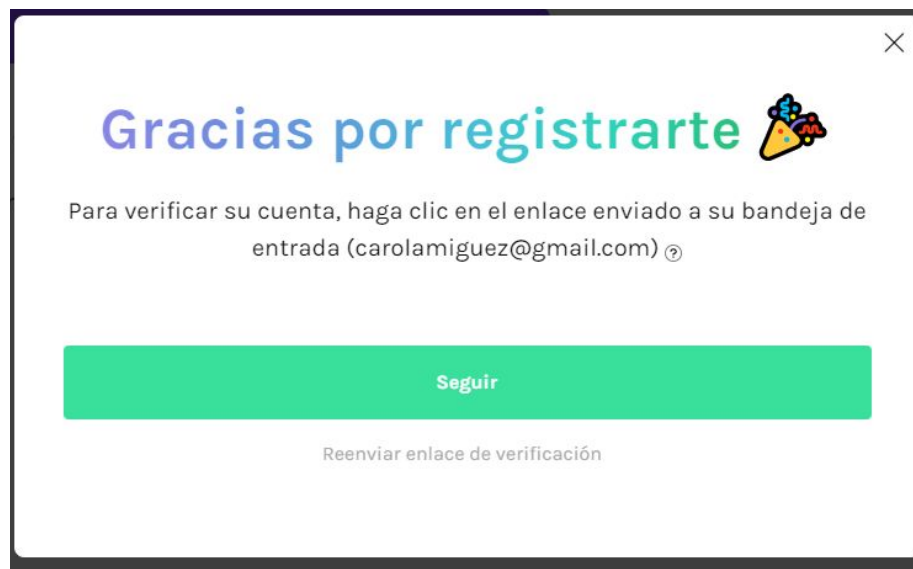 Gracias por registrarte 🎉
Para verificar su cuenta, haga clic en el enlace enviado a su bandeja de
entrada (carolamiguez@gmail.com) ?
Seguir
Reenviar enlace de verificación